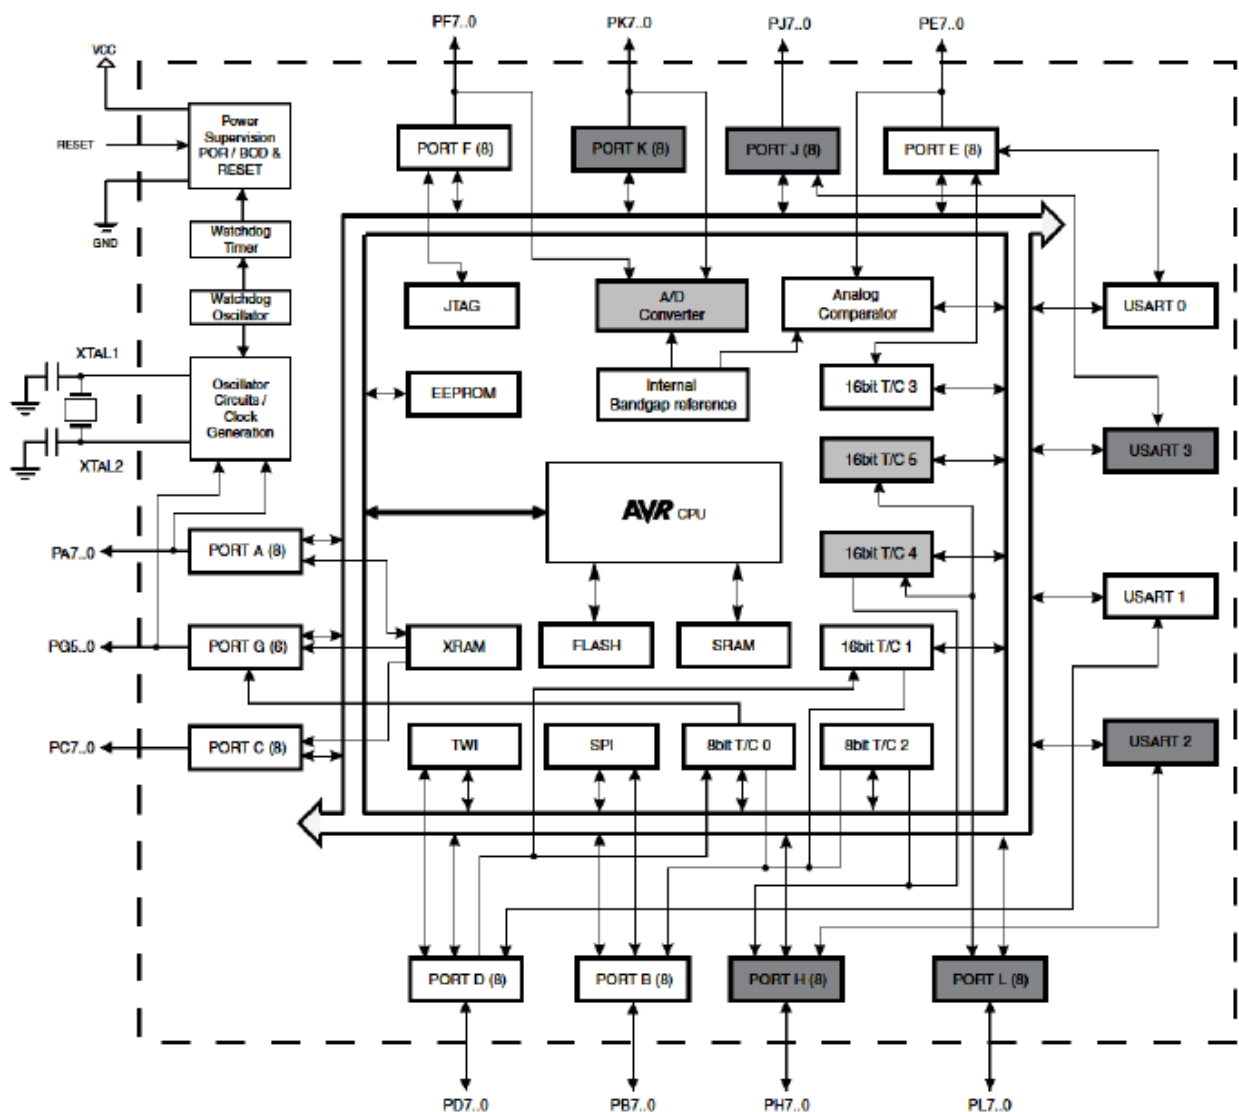 PF7..0
PK7..0
PJ7..0
PE7..0
VCC
RESET
GND
Power
Supervision
POR / BOD &
RESET
PORT F (8)
PORT K (8)
PORT J (8)
PORT E (8)
Watchdog
Timer
Watchdog
Oscillator
JTAG
A/D
Converter
Analog
Comparator
USART 0
XTAL1
XTAL2
Oscillator
Circuits /
Clock
Generation
EEPROM
Internal
Bandgap reference
16bit T/C 3
16bit T/C 5
USART 3
AVR CPU
16bit T/C 4
PA7..0
PORT A (8)
USART 1
PG5..0
PORT G (6)
XRAM
FLASH
SRAM
16bit T/C 1
PC7..0
PORT C (8)
TWI
SPI
8bit T/C 0
8bit T/C 2
USART 2
PORT D (8)
PORT B (8)
PORT H (8)
PORT L (8)
PD7..0
PB7..0
PH7..0
PL7..0